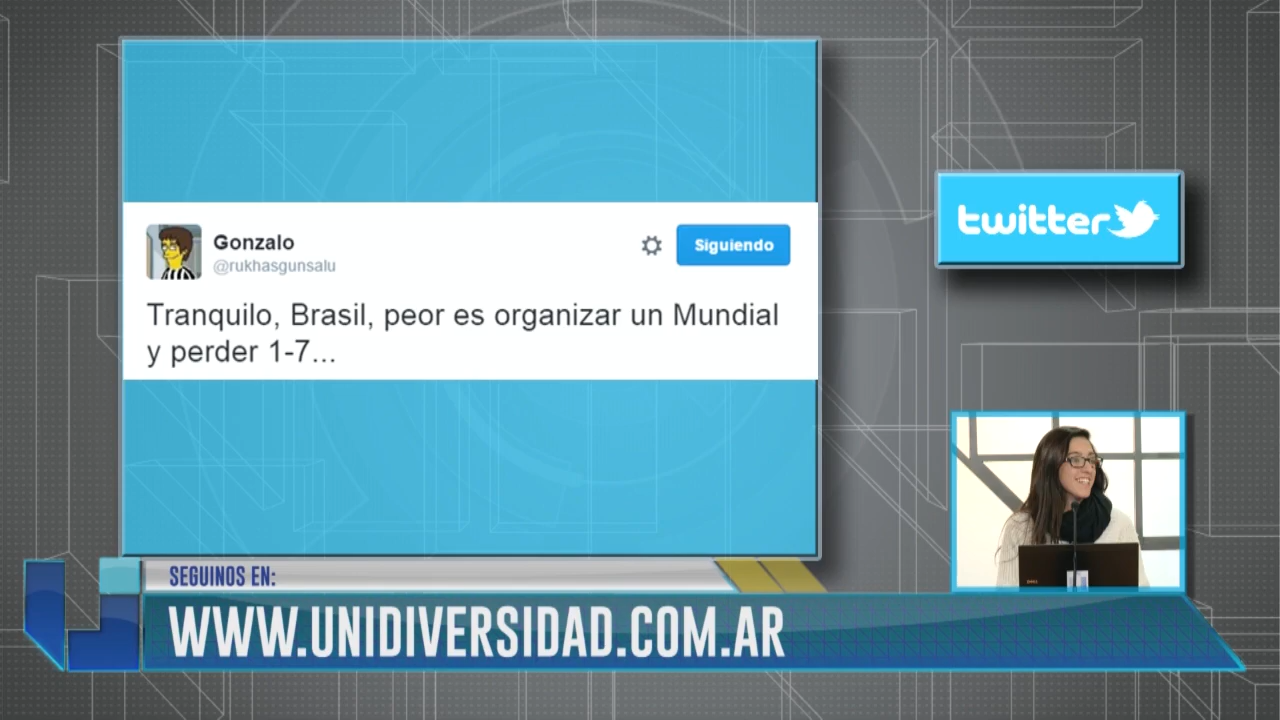 Gonzalo
@rukhasgunsalu
Siguiendo
Tranquilo, Brasil, peor es organizar un Mundial
y perder 1-7...
twitter
DELL
SEGUINOS EN:
WWW.UNIDIVERSIDAD.COM.AR